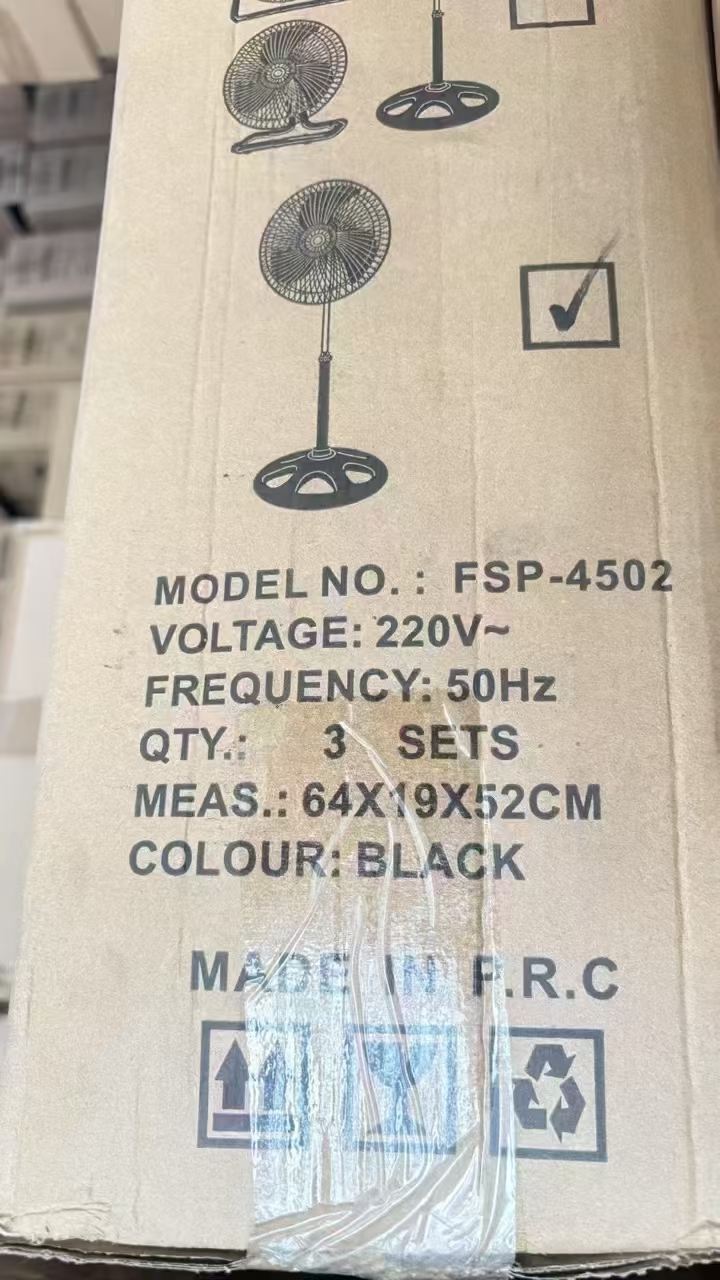 MODEL NO. : FSP-4502
VOLTAGE: 220V~
FREQUENCY: 50Hz
QTY.: 3 SETS
MEAS.: 64X19X52CM
COLOUR: BLACK
MADE IN P.R.C